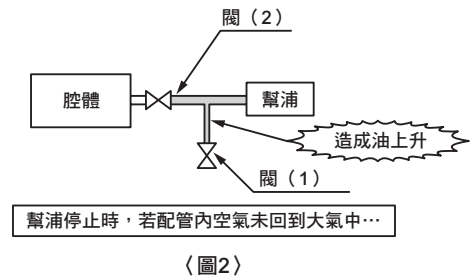 閥（2）
腔體
幫浦
造成油上升
閥（1）
幫浦停止時，若配管內空氣未回到大氣中…
〈圖2〉